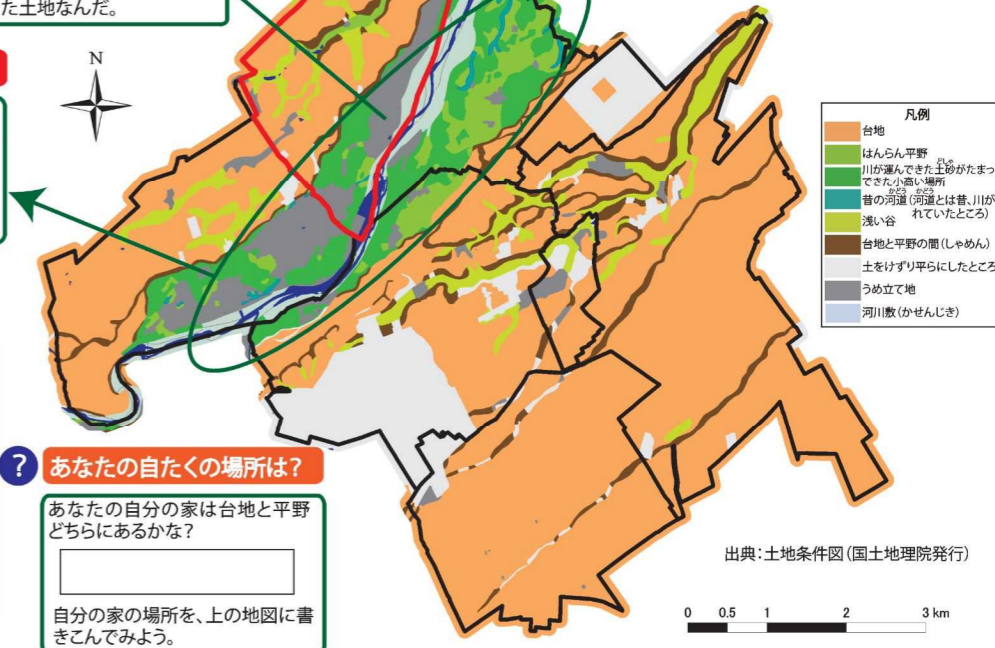 た土地なんだ。
N
凡例
台地
はんらん平野
川が運んできた土砂がたまって
どしゃ
できた小高い場所
昔の河道(河道とは昔、川が
かどう かどう
れていたところ)
浅い谷
台地と平野の間(しゃめん)
土をけずり平らにしたところ
うめ立て地
河川敷(かせんじき)
? あなたの自たくの場所は?
あなたの自分の家は台地と平野
どちらにあるかな?
自分の家の場所を、上の地図に書
きこんでみよう。
出典:土地条件図(国土地理院発行)
0 0.5 1 2 3 km